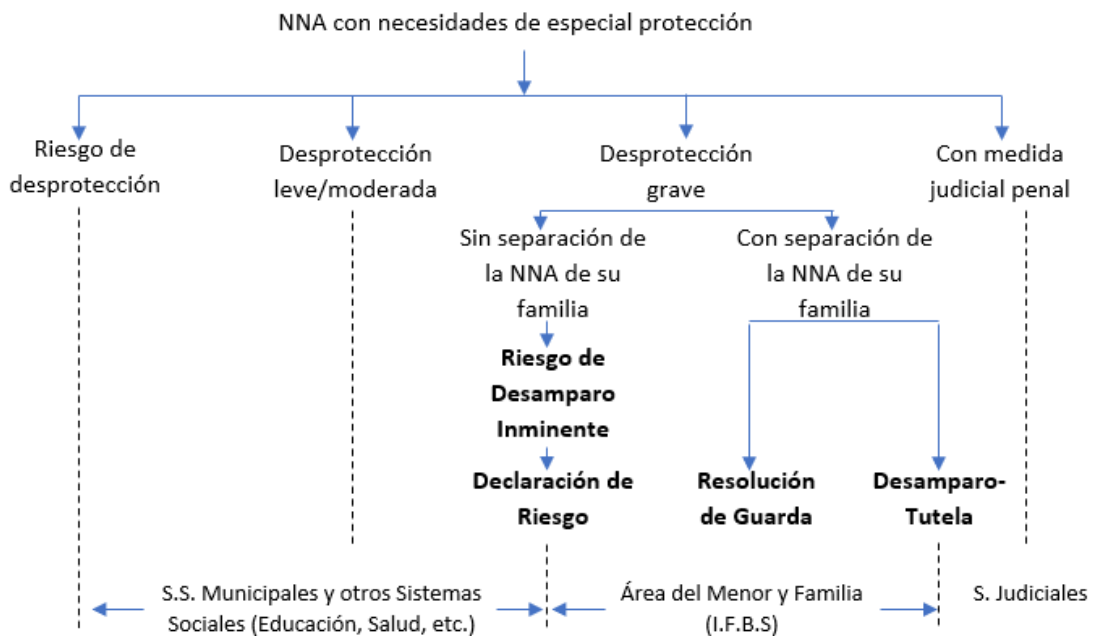 NNA con necesidades de especial protección
Riesgo de
desprotección
Desprotección
leve/moderada
Desprotección
grave
Con medida
judicial penal
Sin separación de
la NNA de su
familia
Con separación de
la NNA de su
familia
Riesgo de
Desamparo
Inminente
Declaración de
Riesgo
Resolución
de Guarda
Desamparo-
Tutela
S.S. Municipales y otros Sistemas
Sociales (Educación, Salud, etc.)
Área del Menor y Familia
(I.F.B.S)
S. Judiciales